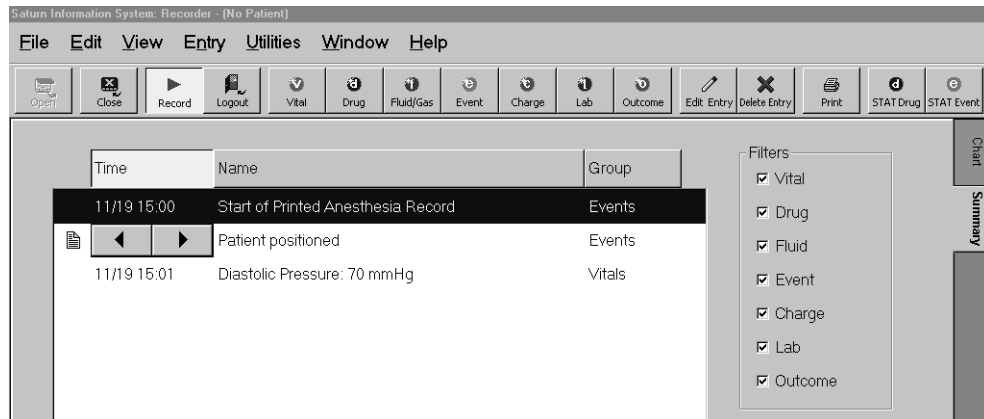 Saturn Information System: Recorder - (No Patient)
File Edit View Entry Utilities Window Help
Open Close Record Logout Vital Drug Fluid/Gas Event Charge Lab Outcome Edit Entry Delete Entry Print STAT Drug STAT Event
Time Name Group
11/19 15:00 Start of Printed Anesthesia Record Events
Patient positioned Events
11/19 15:01 Diastolic Pressure: 70 mmHg Vitals
Filters
Vital
Drug
Fluid
Event
Charge
Lab
Outcome
Chart
Summary